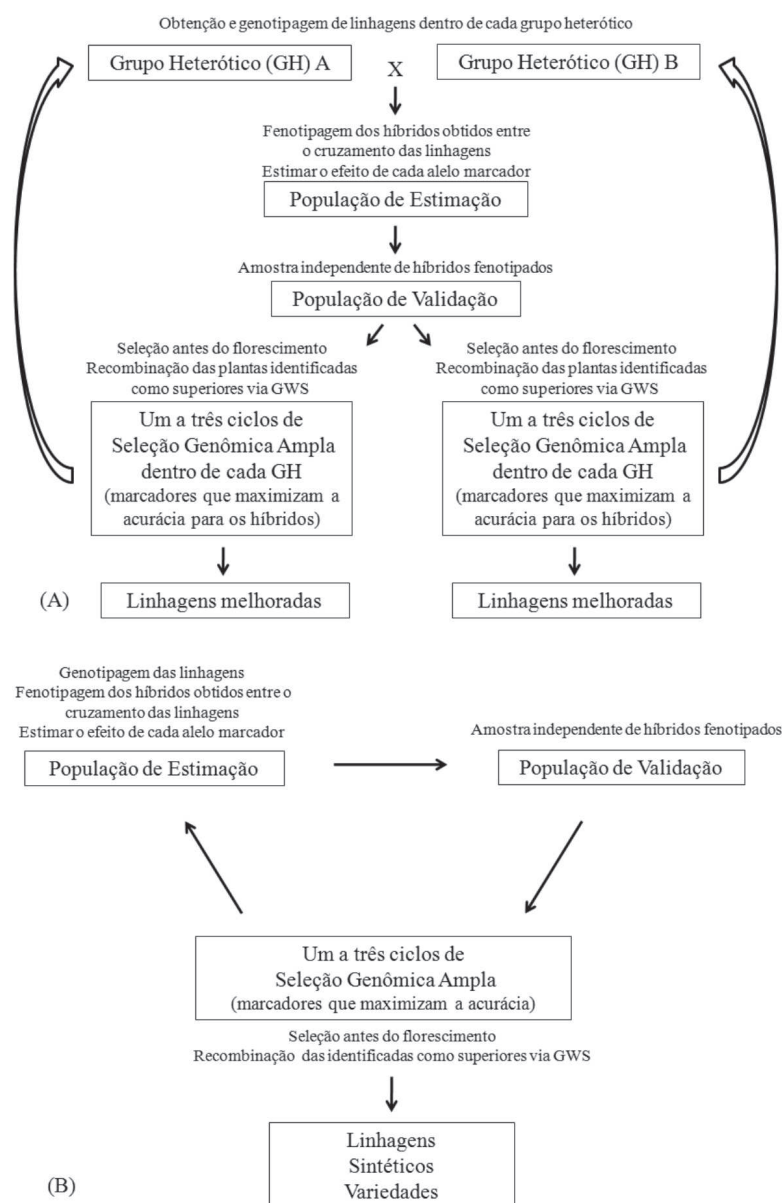 Obtenção e genotipagem de linhagens dentro de cada grupo heterótico
Grupo Heterótico (GH) A
X
Grupo Heterótico (GH) B
Fenotipagem dos híbridos obtidos entre
o cruzamento das linhagens
Estimar o efeito de cada alelo marcador
População de Estimação
Amostra independente de híbridos fenotipados
População de Validação
Seleção antes do florescimento
Recombinação das plantas identificadas
como superiores via GWS
Um a três ciclos de
Seleção Genômica Ampla
dentro de cada GH
(marcadores que maximizam a
acurácia para os híbridos)
Linhagens melhoradas
Seleção antes do florescimento
Recombinação das plantas identificadas
como superiores via GWS
Um a três ciclos de
Seleção Genômica Ampla
dentro de cada GH
(marcadores que maximizam a
acurácia para os híbridos)
Linhagens melhoradas
(A)
Genotipagem das linhagens
Fenotipagem dos híbridos obtidos entre o
cruzamento das linhagens
Estimar o efeito de cada alelo marcador
População de Estimação
Amostra independente de híbridos fenotipados
População de Validação
Um a três ciclos de
Seleção Genômica Ampla
(marcadores que maximizam a acurácia)
Seleção antes do florescimento
Recombinação das identificadas como superiores via GWS
Linhagens
Sintéticos
Variedades
(B)